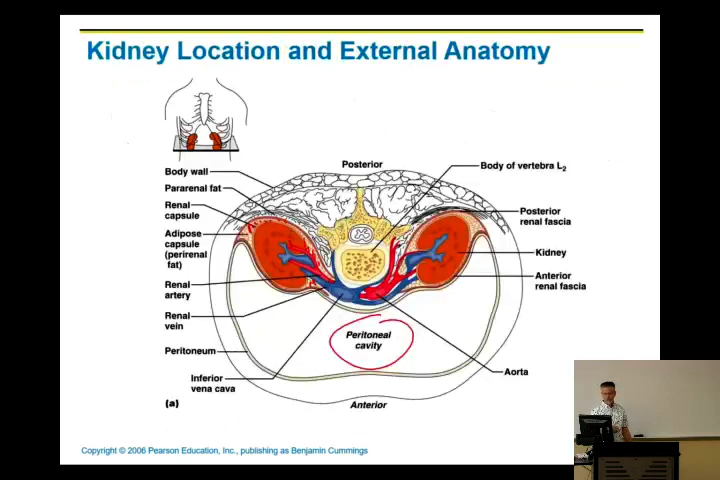 Kidney Location and External Anatomy
Posterior
Body of vertebra L2
Body wall
Pararenal fat
Renal
capsule
Adipose
capsule
(perirenal
fat)
Renal
artery
Renal
vein
Peritoneum
Inferior
vena cava
Posterior
renal fascia
Kidney
Anterior
renal fascia
Peritoneal
cavity
Aorta
(a)
Anterior
Copyright © 2006 Pearson Education, Inc., publishing as Benjamin Cummings